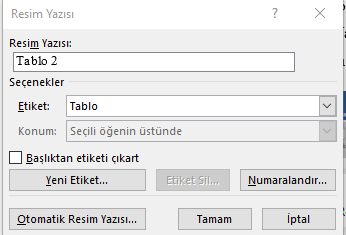 Resim Yazısı
Resim Yazısı:
Tablo 2
Seçenekler
Etiket: Tablo
Konum: Seçili öğenin üstünde
Başlıktan etiketi çıkart
Yeni Etiket... Etiket Sil... Numaralandır...
Otomatik Resim Yazısı... Tamam İptal